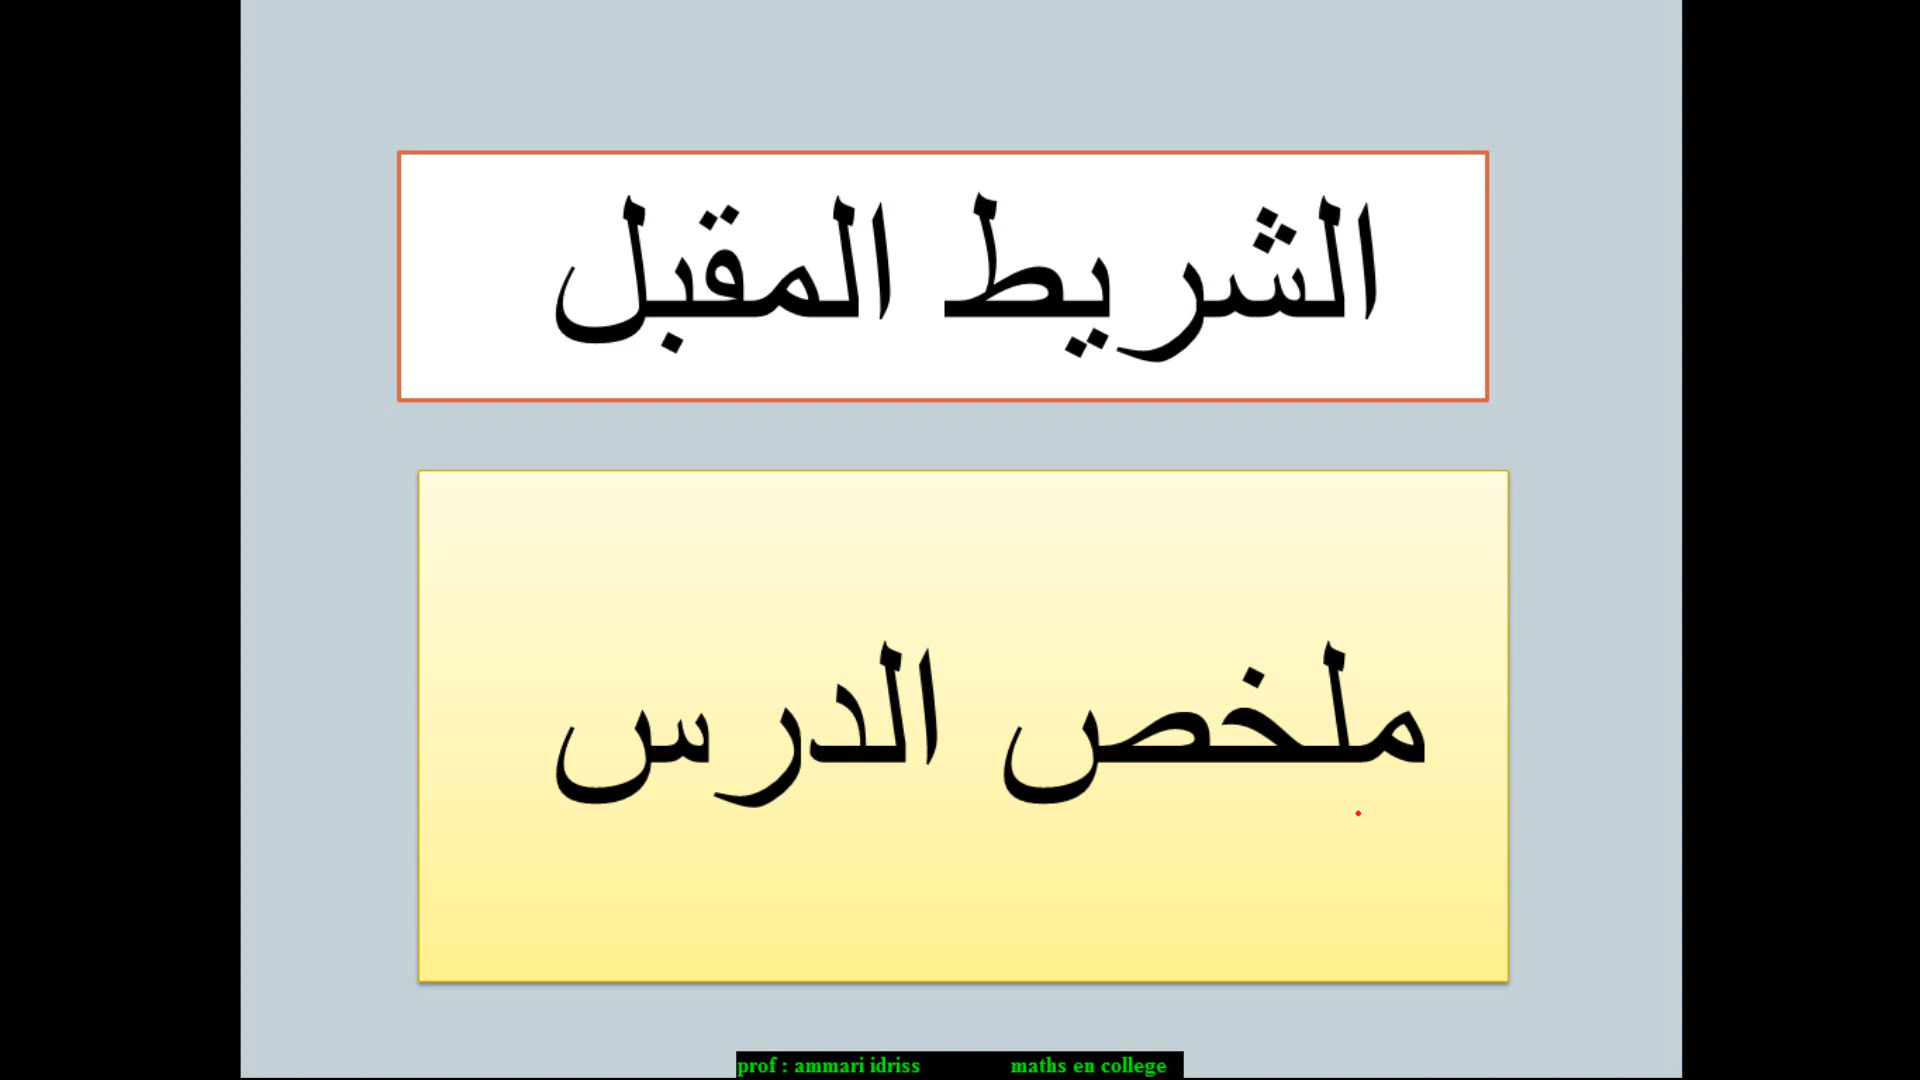 الشريط المقبل
ملخص الدرس
prof : ammari idriss maths en college